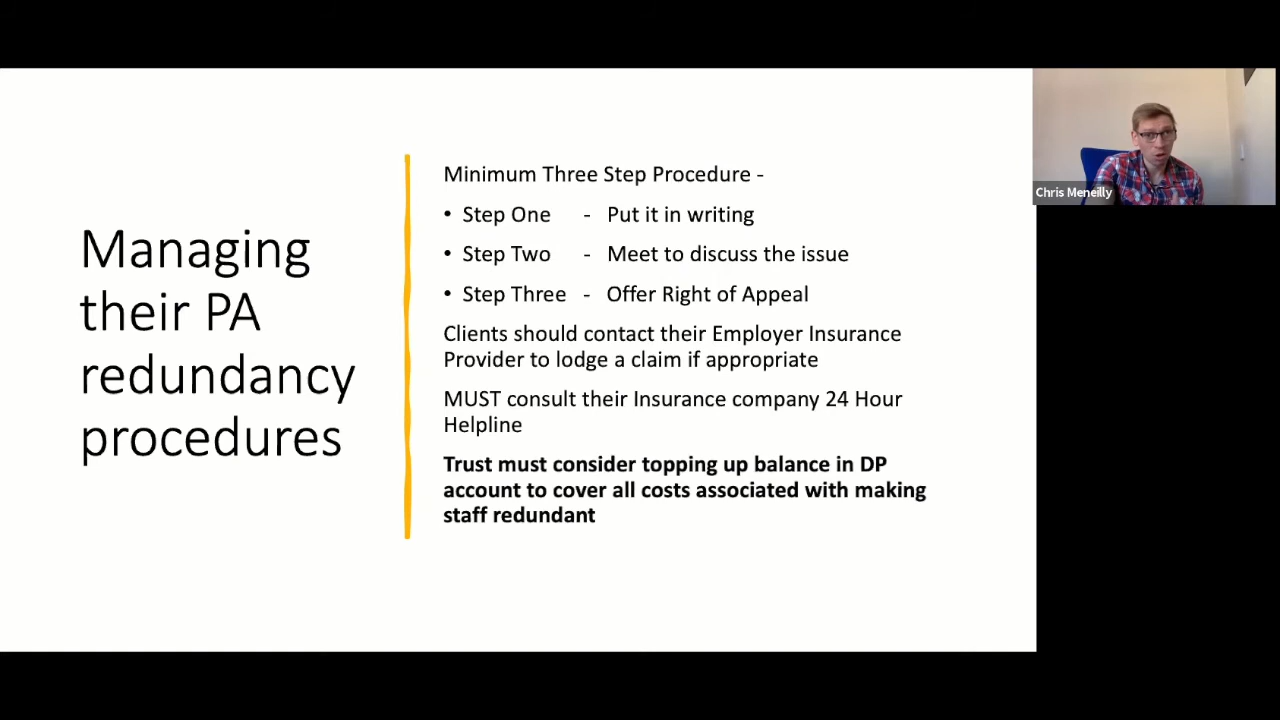 Managing
their PA
redundancy
procedures
Minimum Three Step Procedure -
• Step One - Put it in writing
• Step Two - Meet to discuss the issue
• Step Three - Offer Right of Appeal
Clients should contact their Employer Insurance
Provider to lodge a claim if appropriate
MUST consult their Insurance company 24 Hour
Helpline
Trust must consider topping up balance in DP
account to cover all costs associated with making
staff redundant
Chris Meneilly